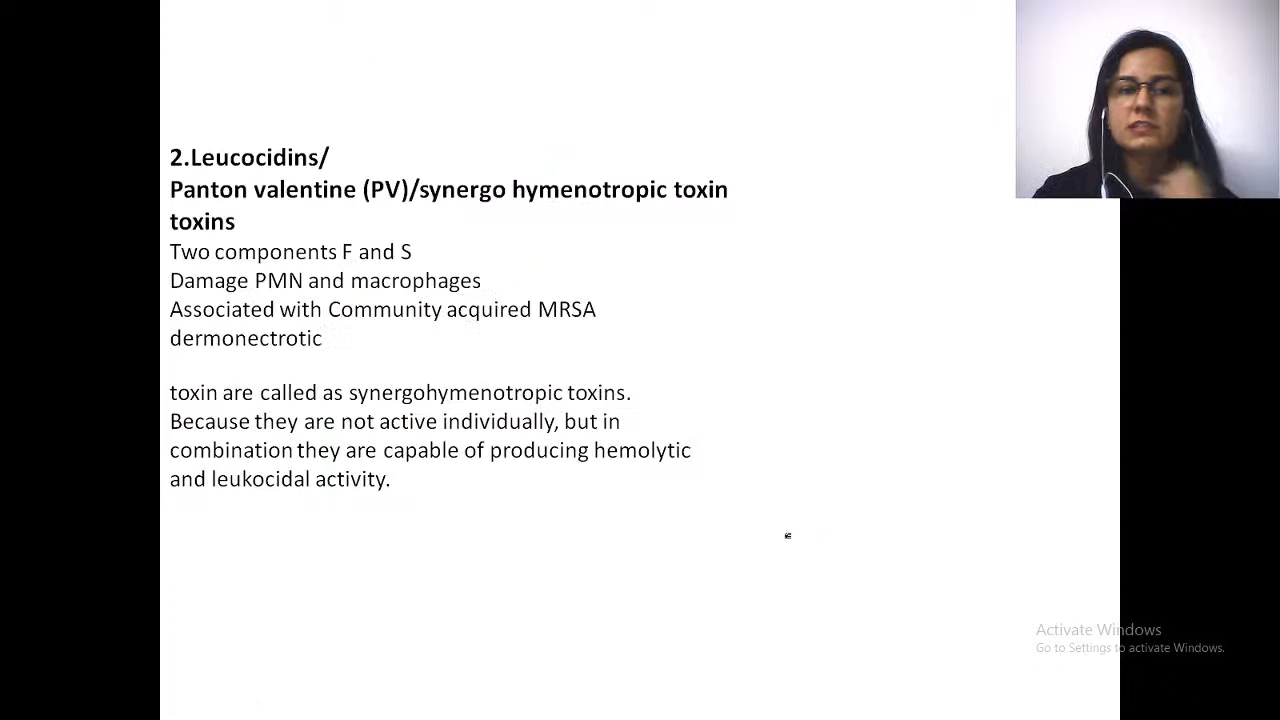 2.Leucocidins/
Panton valentine (PV)/synergo hymenotropic toxin
toxins
Two components F and S
Damage PMN and macrophages
Associated with Community acquired MRSA
dermonectrotic
toxin are called as synergohymenotropic toxins.
Because they are not active individually, but in
combination they are capable of producing hemolytic
and leukocidal activity.
Activate Windows
Go to Settings to activate Windows.